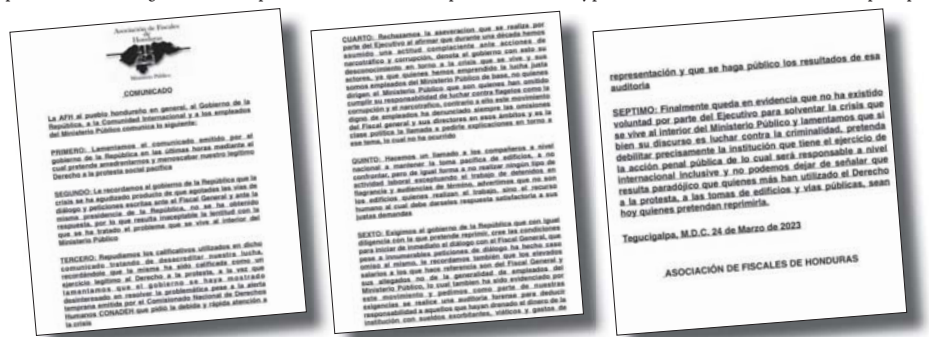 Asociación de Fiscales
de
Honduras
Ministerio Público
COMUNICADO
La AFH al pueblo hondureño en general, al Gobierno de la
República, a la Comunidad Internacional y a los empleados
del Ministerio Público comunica lo siguiente:
PRIMERO: Lamentamos el comunicado emitido por el
gobierno de la República en las últimas horas mediante el
cual pretende amedrentarnos y menoscabar nuestro legítimo
Derecho a la protesta social pacífica
SEGUNDO: Le recordamos al gobierno de la República que la
crisis se ha agudizado producto de que agotadas las vías de
diálogo y peticiones escritas ante el Fiscal General y ante la
misma presidencia de la República, no se ha obtenido
respuesta, por lo que resulta inaceptable la lentitud con la
que se ha tratado el problema que se vive al interior del
Ministerio Público
TERCERO: Repudiamos los calificativos utilizados en dicho
comunicado tratando de desacreditar nuestra lucha,
recordándole que la misma ha sido calificada como un
ejercicio legítimo al Derecho a la protesta, a la vez que
lamentamos que el gobierno se haya mostrado
desinteresado en resolver la problemática pese a la alerta
temprana emitida por el Comisionado Nacional de Derechos
Humanos CONADEH que pidió la debida y rápida atención a
la crisis
CUARTO: Rechazamos la aseveración que se realiza por
parte del Ejecutivo al afirmar que durante una década hemos
asumido una actitud complaciente ante acciones de
narcotráfico y corrupción, denota el gobierno con esto su
desconocimiento en torno a la crisis que se vive y sus
actores, ya que quienes hemos emprendido la lucha justa
somos empleados del Ministerio Público de base, no quienes
dirigen el Ministerio Público que son quienes han omitido
cumplir su responsabilidad de luchar contra flagelos como la
corrupción y el narcotráfico, contrario a ello este movimiento
digno de empleados ha denunciado siempre las omisiones
del Fiscal general y sus directores en esos ámbitos y es la
clase política la llamada a pedirle explicaciones en torno a
ese tema, lo cual no ha ocurrido
QUINTO: Hacemos un llamado a los compañeros a nivel
nacional a mantener la toma pacífica de edificios, a no
confrontar, pero de igual forma a no realizar ningún tipo de
actividad laboral exceptuando el trabajo de detenidos en
flagrancia y audiencias de término, advertimos que no son
los edificios quienes realizan el trabajo, sino el recurso
humano al cual debe dárseles respuesta satisfactoria a sus
justas demandas
SEXTO: Exigimos al gobierno de la República que con igual
diligencia con la que pretende reprimir, cree las condiciones
para iniciar de inmediato el diálogo con el Fiscal General, que
pese a innumerables peticiones de diálogo ha hecho caso
omiso al mismo, le recordamos también que los elevados
salarios a los que hace referencia son del Fiscal General y
sus allegados no de la generalidad de empleados del
Ministerio Público, lo cual también ha sido evidenciado por
este movimiento y pedimos como parte de nuestras
exigencias se realice una auditoría forense para deducir
responsabilidad a aquellos que hayan drenado el dinero de la
institución con sueldos exorbitantes, viáticos y gastos de
representación y que se haga público los resultados de esa
auditoria
SEPTIMO: Finalmente queda en evidencia que no ha existido
voluntad por parte del Ejecutivo para solventar la crisis que
se vive al interior del Ministerio Público y lamentamos que si
bien su discurso es luchar contra la criminalidad, pretenda
debilitar precisamente la institución que tiene el ejercicio de
la acción penal pública de lo cual será responsable a nivel
internacional inclusive y no podemos dejar de señalar que
resulta paradójico que quienes más han utilizado el Derecho
a la protesta, a las tomas de edificios y vías públicas, sean
hoy quienes pretendan reprimirla.
Tegucigalpa, M.D.C. 24 de Marzo de 2023
ASOCIACIÓN DE FISCALES DE HONDURAS